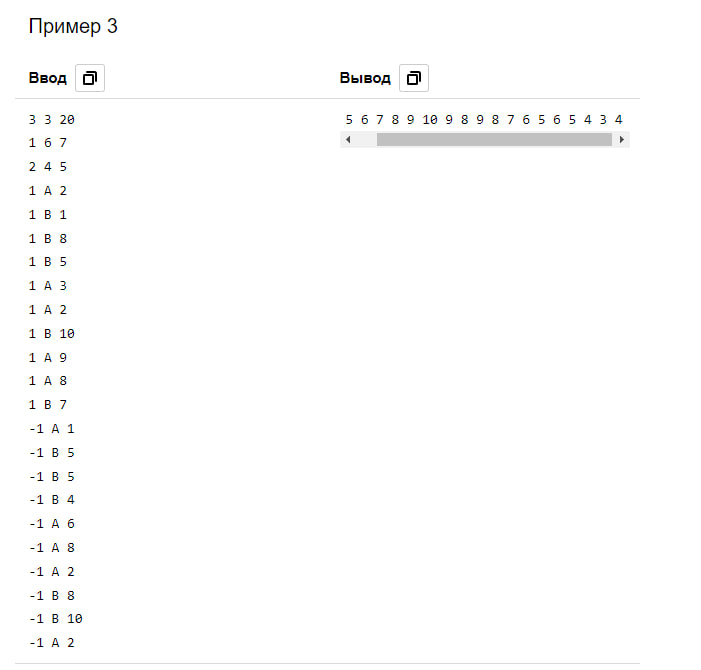 Пример 3
Ввод
Вывод
3 3 20
1 6 7
2 4 5
1 A 2
1 B 1
1 B 8
1 B 5
1 A 3
1 A 2
1 B 10
1 A 9
1 A 8
1 B 7
-1 A 1
-1 B 5
-1 B 5
-1 B 4
-1 A 6
-1 A 8
-1 A 2
-1 B 8
-1 B 10
-1 A 2
5 6 7 8 9 10 9 8 9 8 7 6 5 6 5 4 3 4